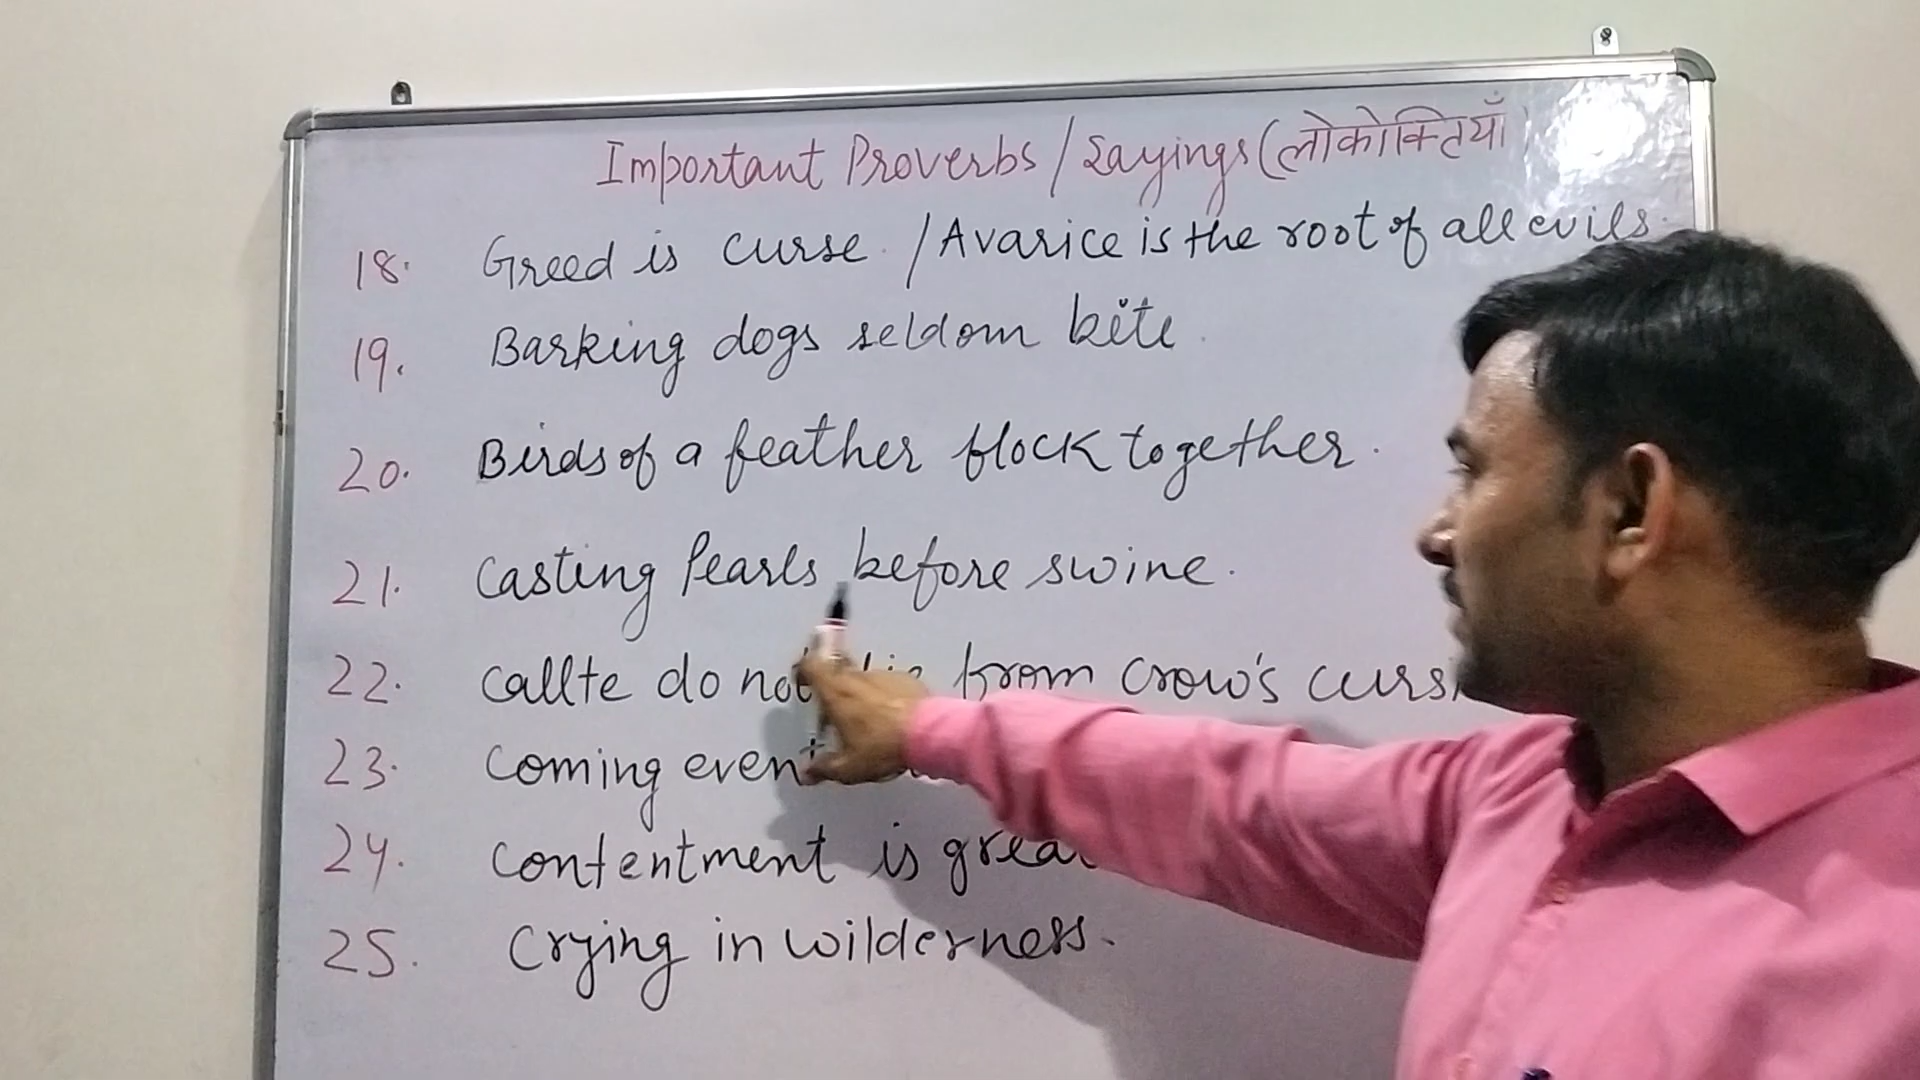 Important Proverbs / Sayings (लोकोक्तियाँ)
18. Greed is curse. / Avarice is the root of all evils.
19. Barking dogs seldom bite.
20. Birds of a feather flock together.
21. Casting Pearls before swine.
22. Callte do not from Crow's
23. Coming
24. Contentment is
25. Crying in wilderness.